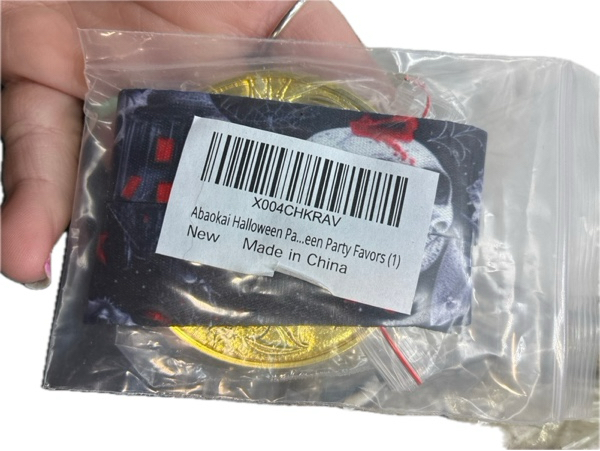 X004CHKRAV
Abaokai Halloween Pa...een Party Favors (1)
New Made in China